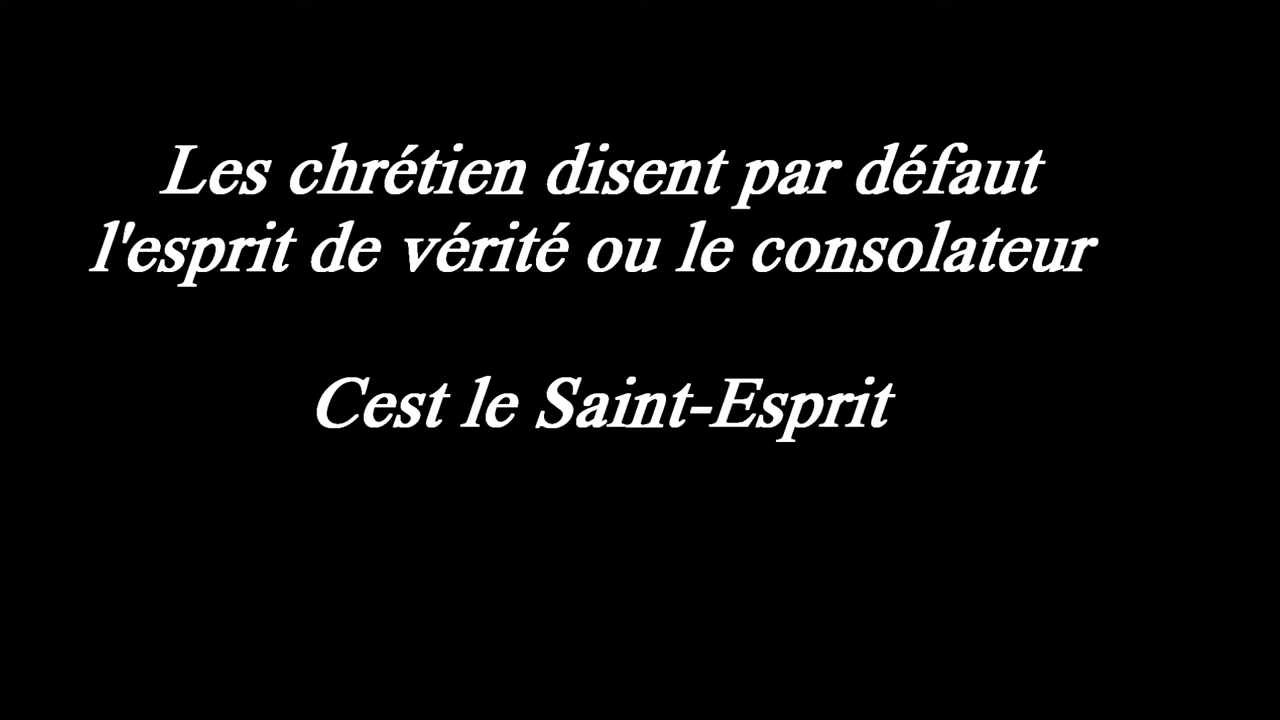 Les chrétien disent par défaut
l'esprit de vérité ou le consolateur
Cest le Saint-Esprit